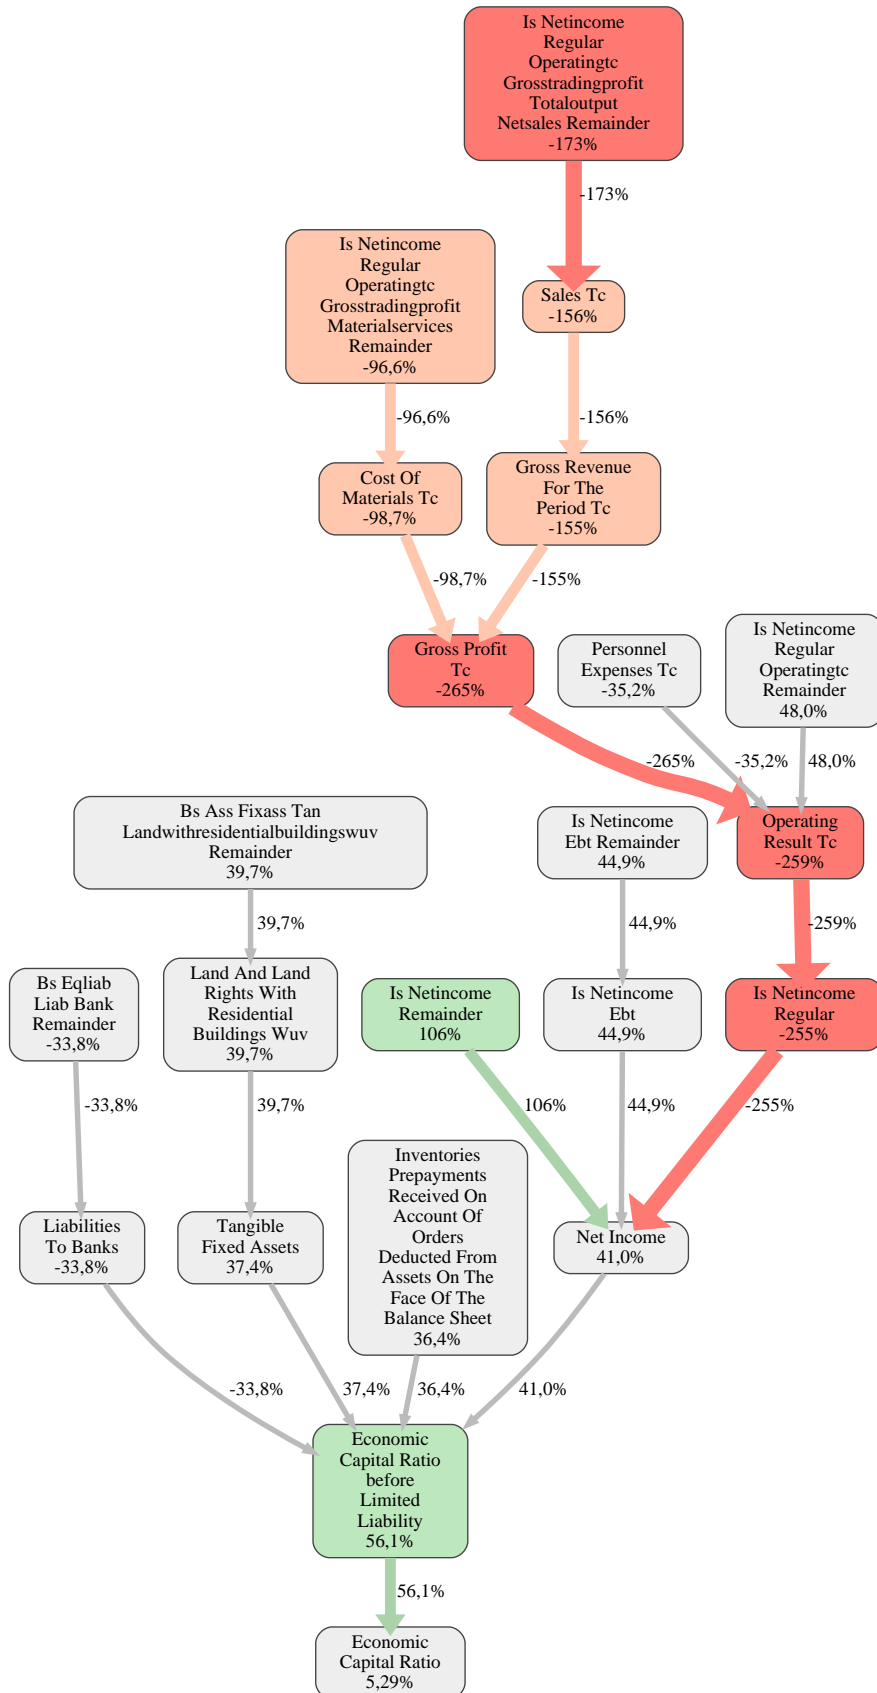 Is Netincome
Regular
Operatingtc
Grosstradingprofit
Totaloutput
Netsales Remainder
-173%
-173%
Is Netincome
Regular
Operatingtc
Grosstradingprofit
Materialservices
Remainder
-96,6%
Sales Tc
-156%
-96,6%
-156%
Cost Of
Materials Tc
-98,7%
Gross Revenue
For The
Period Tc
-155%
-98,7%
-155%
Gross Profit
Tc
-265%
Personnel
Expenses Tc
-35,2%
Is Netincome
Regular
Operatingtc
Remainder
48,0%
-265%
-35,2%
48,0%
Bs Ass Fixass Tan
Landwithresidentialbuildingswuv
Remainder
39,7%
Is Netincome
Ebt Remainder
44,9%
Operating
Result Tc
-259%
39,7%
44,9%
-259%
Bs Eqliab
Liab Bank
Remainder
-33,8%
Land And Land
Rights With
Residential
Buildings Wuv
39,7%
Is Netincome
Remainder
106%
Is Netincome
Ebt
44,9%
Is Netincome
Regular
-255%
-33,8%
39,7%
106%
44,9%
-255%
Inventories
Prepayments
Received On
Account Of
Orders
Deducted From
Assets On The
Face Of The
Balance Sheet
36,4%
Liabilities
To Banks
-33,8%
Tangible
Fixed Assets
37,4%
Net Income
41,0%
-33,8%
37,4%
36,4%
41,0%
Economic
Capital Ratio
before
Limited
Liability
56,1%
56,1%
Economic
Capital Ratio
5,29%